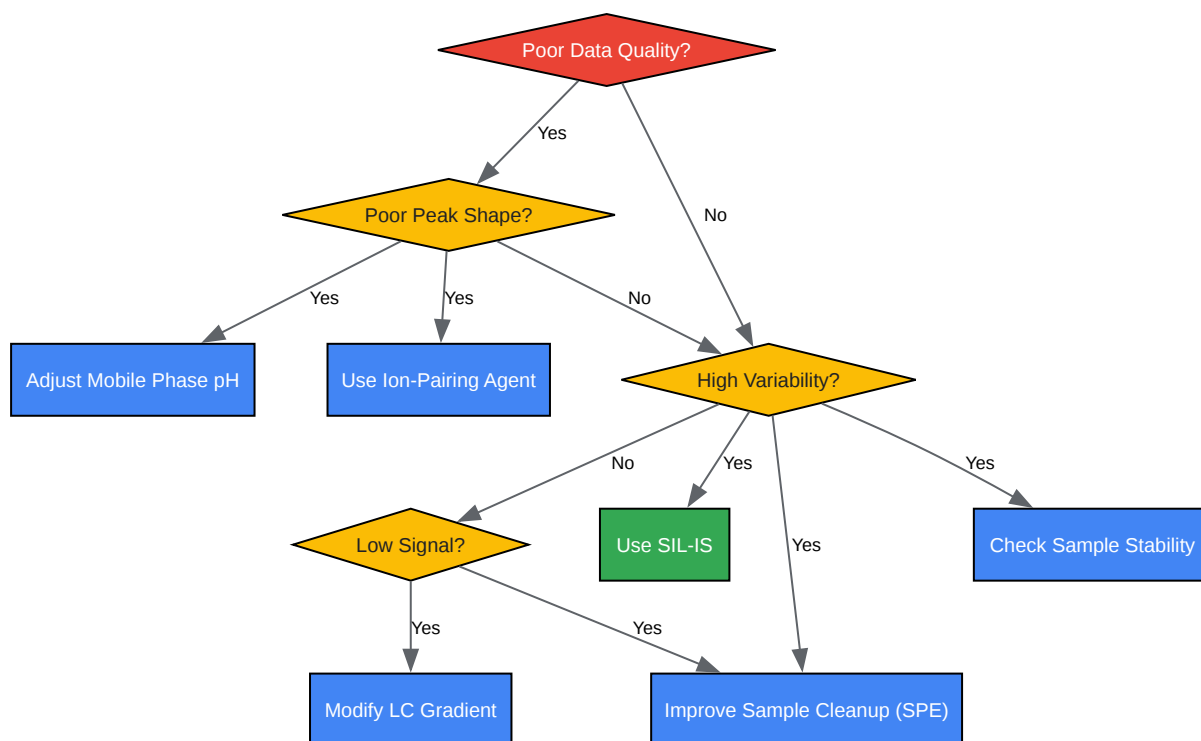 Poor Data Quality?
Yes
No
Poor Peak Shape?
Yes
Yes
No
Adjust Mobile Phase pH
Use Ion-Pairing Agent
High Variability?
No
Yes
Yes
Yes
Low Signal?
Use SIL-IS
Check Sample Stability
Yes
Yes
Modify LC Gradient
Improve Sample Cleanup (SPE)